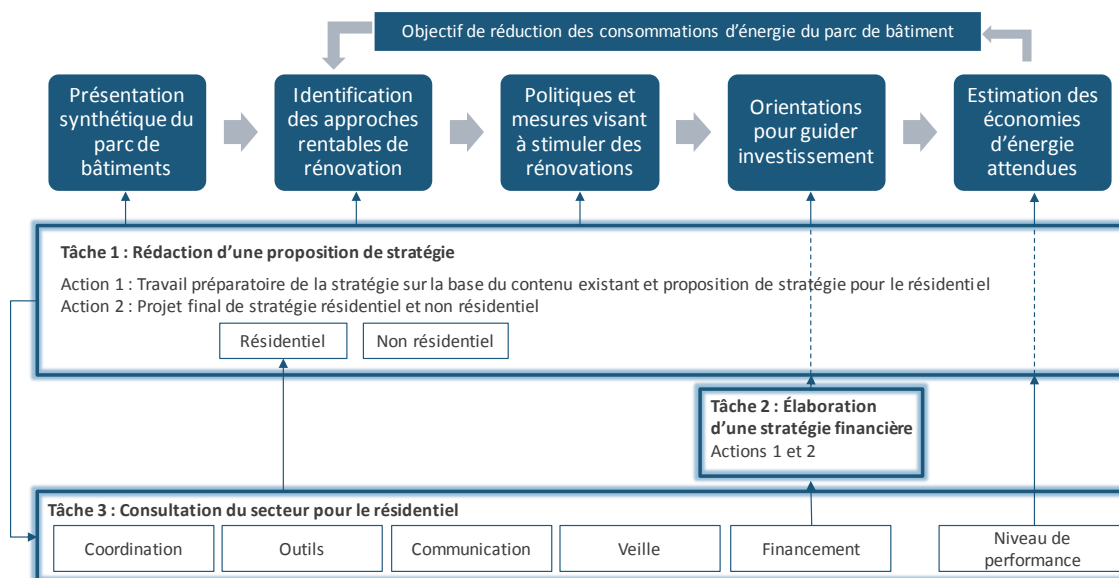 Objectif de réduction des consommations d'énergie du parc de bâtiment
Présentation
synthétique du
parc de
bâtiments
Identification
des approches
rentables de
rénovation
Politiques et
mesures visant
à stimuler des
rénovations
Orientations
pour guider
investissement
Estimation des
économies
d'énergie
attendues
Tâche 1 : Rédaction d'une proposition de stratégie
Action 1 : Travail préparatoire de la stratégie sur la base du contenu existant et proposition de stratégie pour le résidentiel
Action 2 : Projet final de stratégie résidentiel et non résidentiel
Résidentiel
Non résidentiel
Tâche 2 : Élaboration
d'une stratégie financière
Actions 1 et 2
Tâche 3 : Consultation du secteur pour le résidentiel
Coordination
Outils
Communication
Veille
Financement
Niveau de
performance